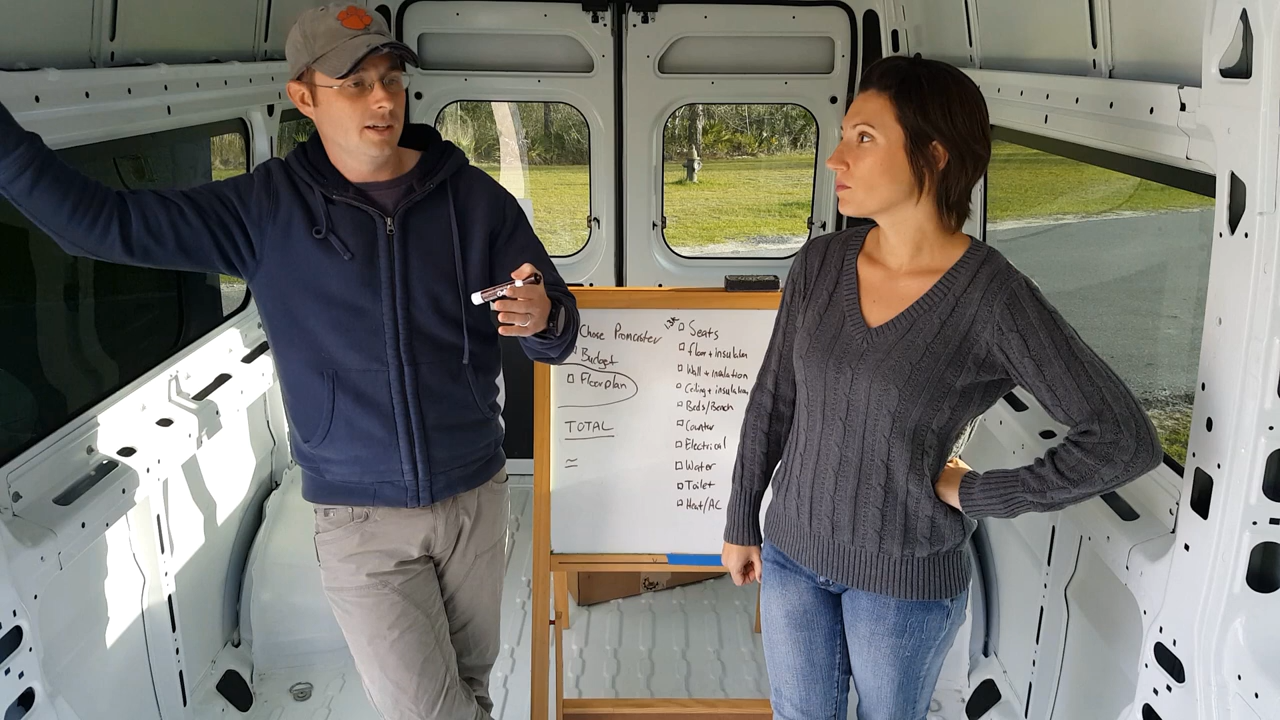 Chose Promaster
Budget
Floorplan
TOTAL
=
Seats
floor + insulation
Wall + insulation
Ceiling + insulation
Beds/Bench
Counter
Electrical
Water
Toilet
Heat/AC